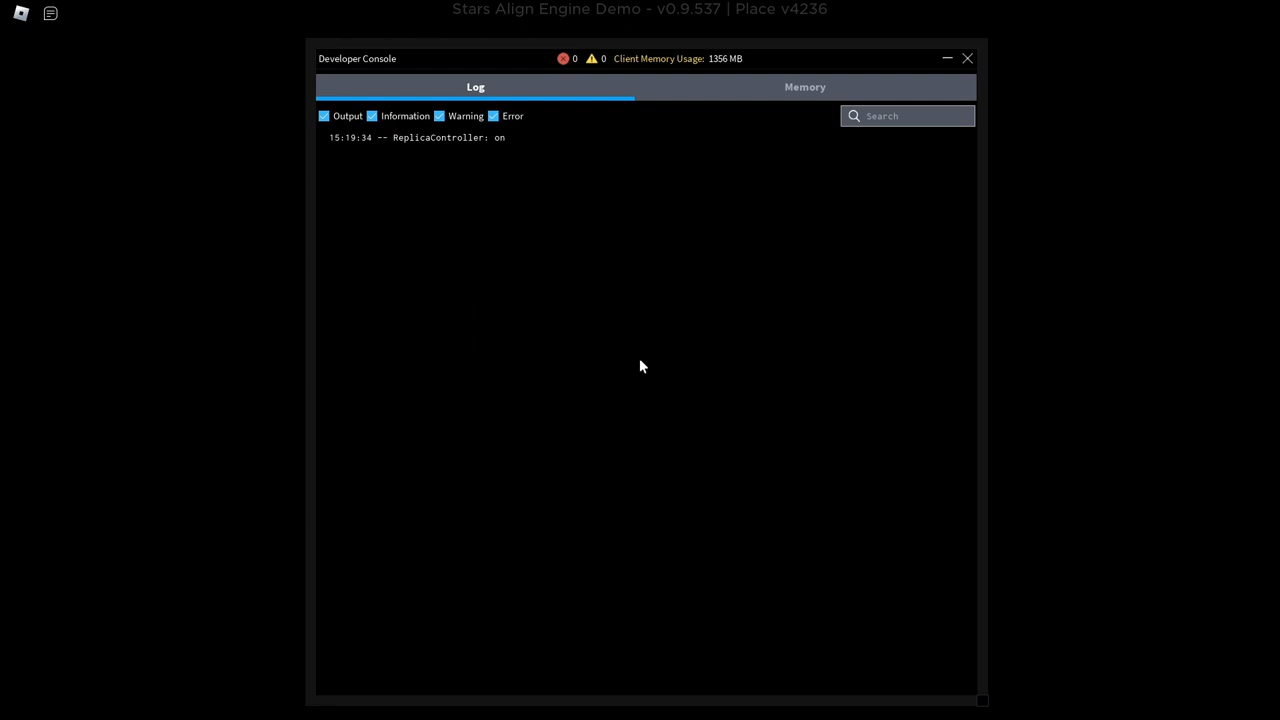 Stars Align Engine Demo - v0.9.537 | Place v4236
Developer Console 0 0 Client Memory Usage: 1356 MB
Log Memory
Output Information Warning Error Search
15:19:34 -- ReplicaController: on